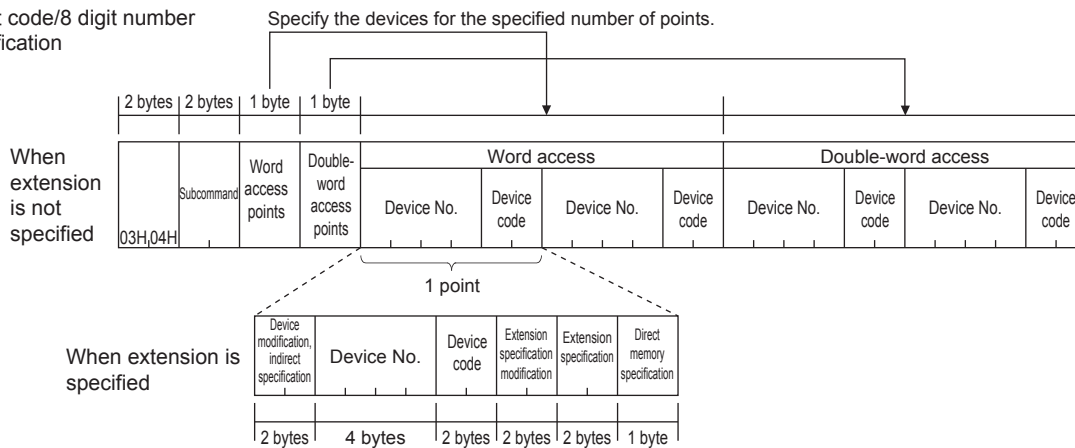 code/8 digit number
Specify the devices for the specified number of points.
2 bytes
2 bytes
1 byte
1 byte
When
extension
is not
specified
03H
04H
Subcommand
Word
access
points
Double-
word
access
points
Word access
Double-word access
Device No.
Device
code
Device No.
Device
code
Device No.
Device
code
Device No.
Device
code
1 point
When extension is
specified
Device
modification,
indirect
specification
Device No.
Device
code
Extension
specification
modification
Extension
specification
Direct
memory
specification
2 bytes
4 bytes
2 bytes
2 bytes
2 bytes
1 byte